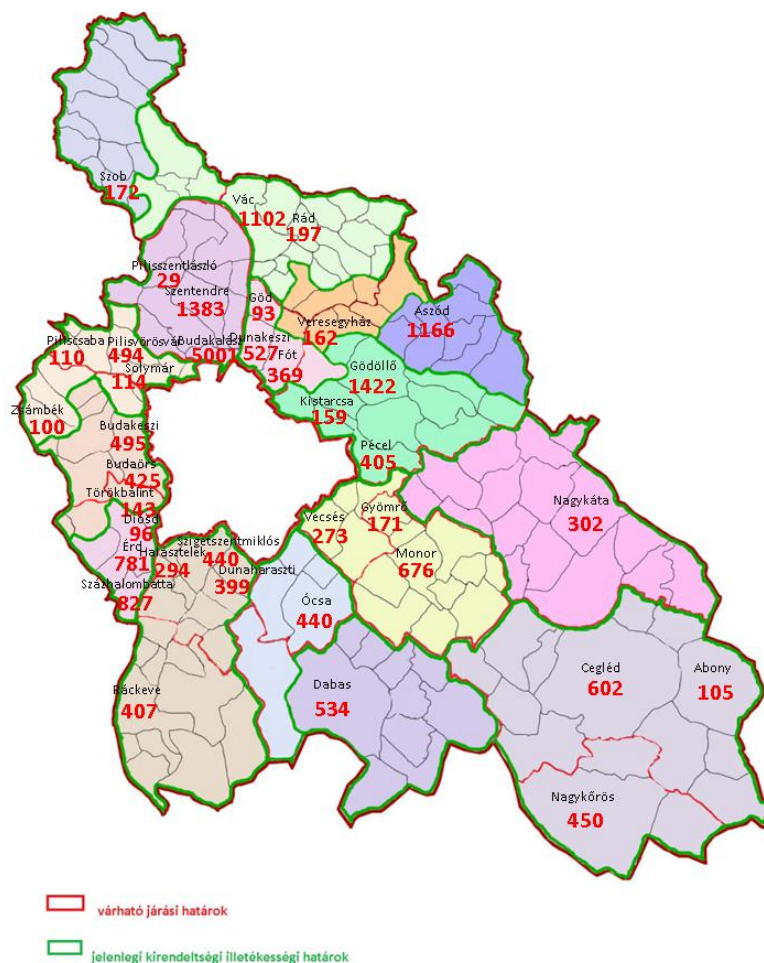 Szob
172
Vác
1102
Rád
197
Pilisszentlászló
29
Szentendre
1383
Göd
93
Veresegyház
162
Aszód
1166
Piliscsaba
110
Pilisvörösvár
494
Budakalász
5001
Dunakeszi
527
Fót
369
Solymár
114
Gödöllő
1422
Zsámbék
100
Kistarcsa
159
Budakeszi
495
Pécel
405
Budaörs
425
Törökbálint
143
Diósd
96
Érd
781
Halásztelek
294
Szigetszentmiklós
440
Dunaharaszti
399
Vecsés
273
Gyömrő
171
Nagykáta
302
Monor
676
Százhalombatta
827
Ócsa
440
Cegléd
602
Abony
105
Ráckeve
407
Dabas
534
Nagykőrös
450
várható járási határok
jelenlegi kirendeltségi illetékességi határok